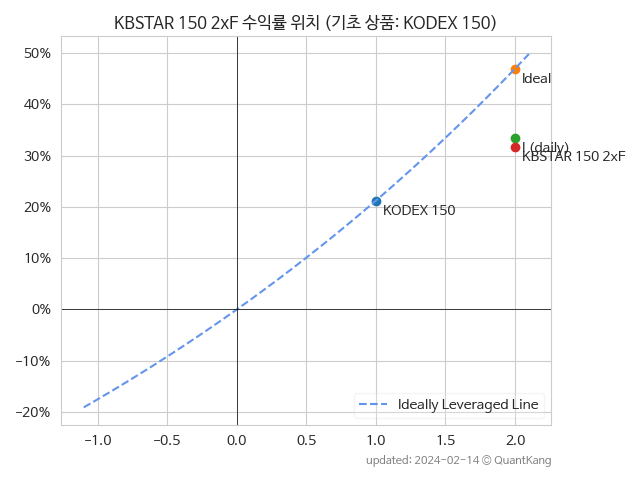 KBSTAR 150 2xF 수익률 위치 (기초 상품: KODEX 150)
50%
40%
30%
20%
10%
0%
−10%
−20%
Ideal
I (daily)
KBSTAR 150 2xF
KODEX 150
Ideally Leveraged Line
−1.0 −0.5 0.0 0.5 1.0 1.5 2.0
updated: 2024-02-14 © QuantKang